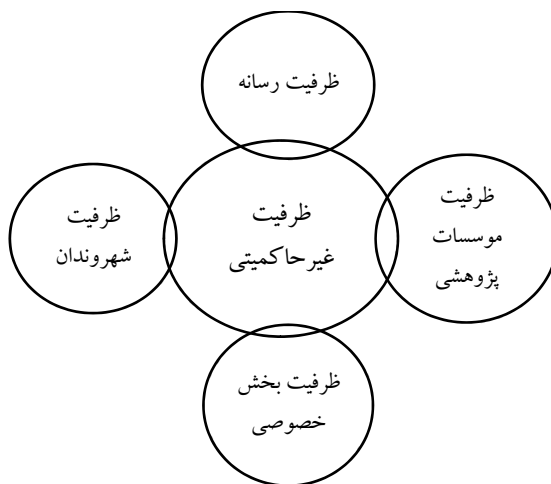 ظرفیت رسانه
ظرفیت
موسسات
پژوهشی
ظرفیت
غیرحاکمیتی
ظرفیت
شهروندان
ظرفیت بخش
خصوصی